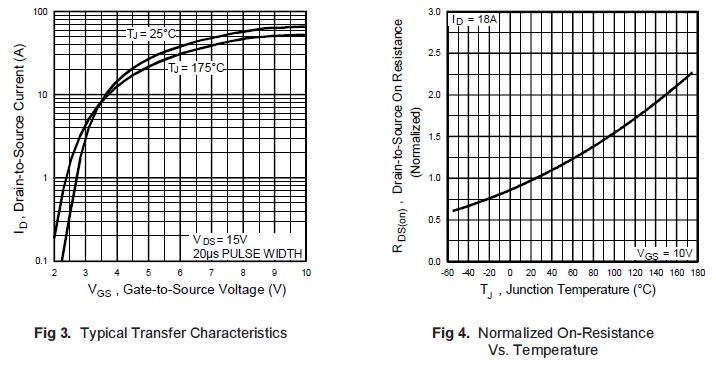 100
10
1
0.1
I D , Drain-to-Source Current (A)
TJ = 25°C
TJ = 175°C
V DS = 15V
20µs PULSE WIDTH
2 3 4 5 6 7 8 9 10
VGS , Gate-to-Source Voltage (V)
Fig 3. Typical Transfer Characteristics
3.0
2.5
2.0
1.5
1.0
0.5
0.0
R DS(on) , Drain-to-Source On Resistance
(Normalized)
ID = 18A
VGS = 10V
-60 -40 -20 0 20 40 60 80 100 120 140 160 180
TJ , Junction Temperature (°C)
Fig 4. Normalized On-Resistance
Vs. Temperature